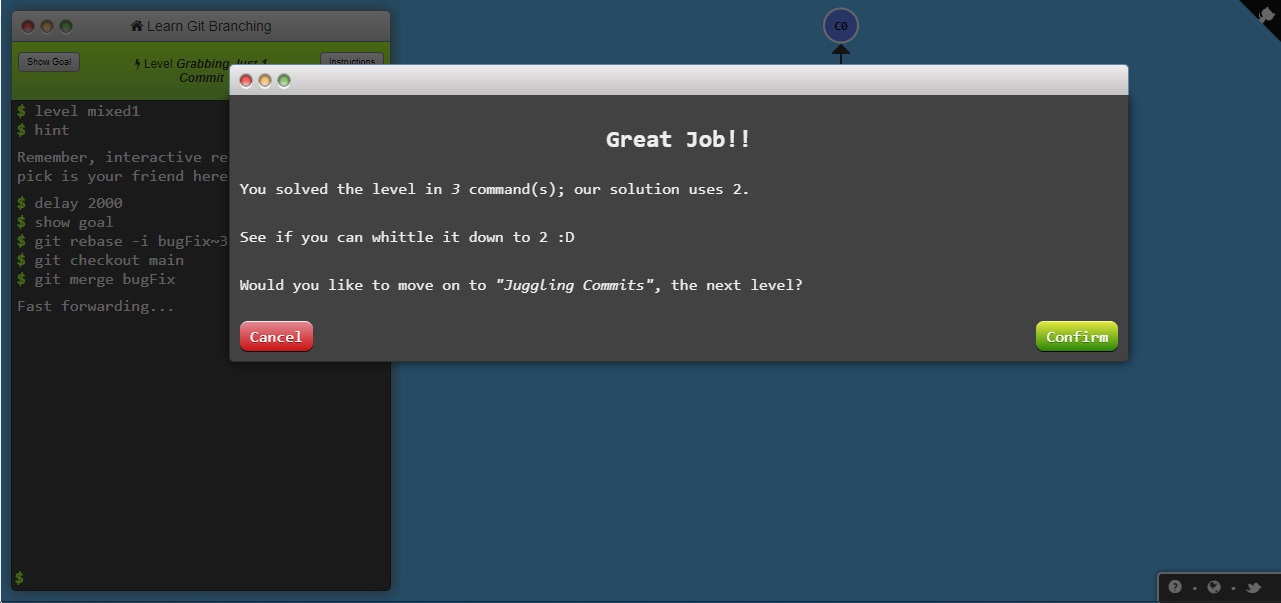 Learn Git Branching
C0
Show Goal
Level Grabbing Just 1
Commit
Instructions
$ level mixed1
$ hint
Remember, interactive re
pick is your friend here
$ delay 2000
$ show goal
$ git rebase -i bugFix~3
$ git checkout main
$ git merge bugFix
Fast forwarding...
$
Great Job!!
You solved the level in 3 command(s); our solution uses 2.
See if you can whittle it down to 2 :D
Would you like to move on to "Juggling Commits", the next level?
Cancel
Confirm